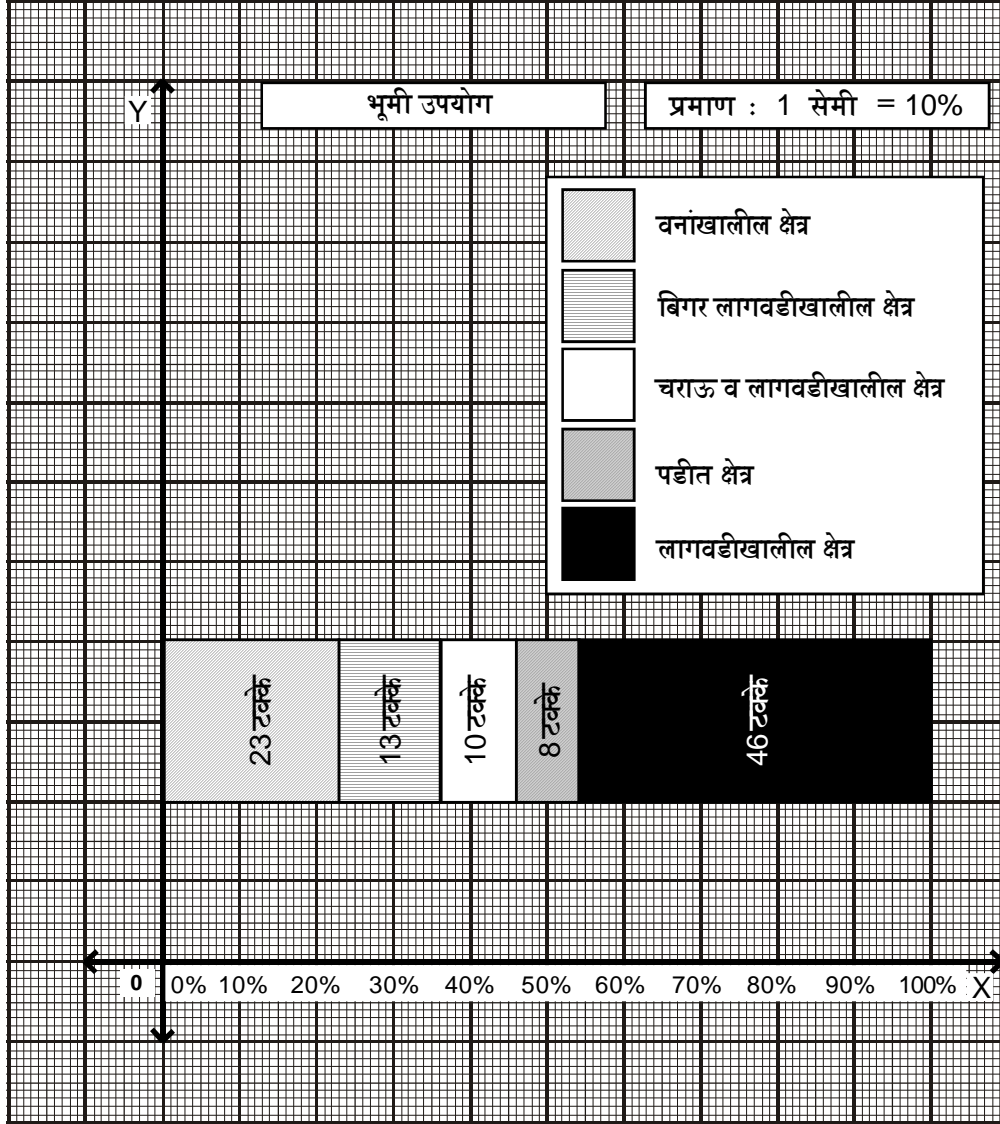 Y
भूमी उपयोग
प्रमाण : 1 सेमी = 10%
वनांखालील क्षेत्र
बिगर लागवडीखालील क्षेत्र
चराऊ व लागवडीखालील क्षेत्र
पडीत क्षेत्र
लागवडीखालील क्षेत्र
23 टक्के
13 टक्के
10 टक्के
8 टक्के
46 टक्के
0 0% 10% 20% 30% 40% 50% 60% 70% 80% 90% 100% X